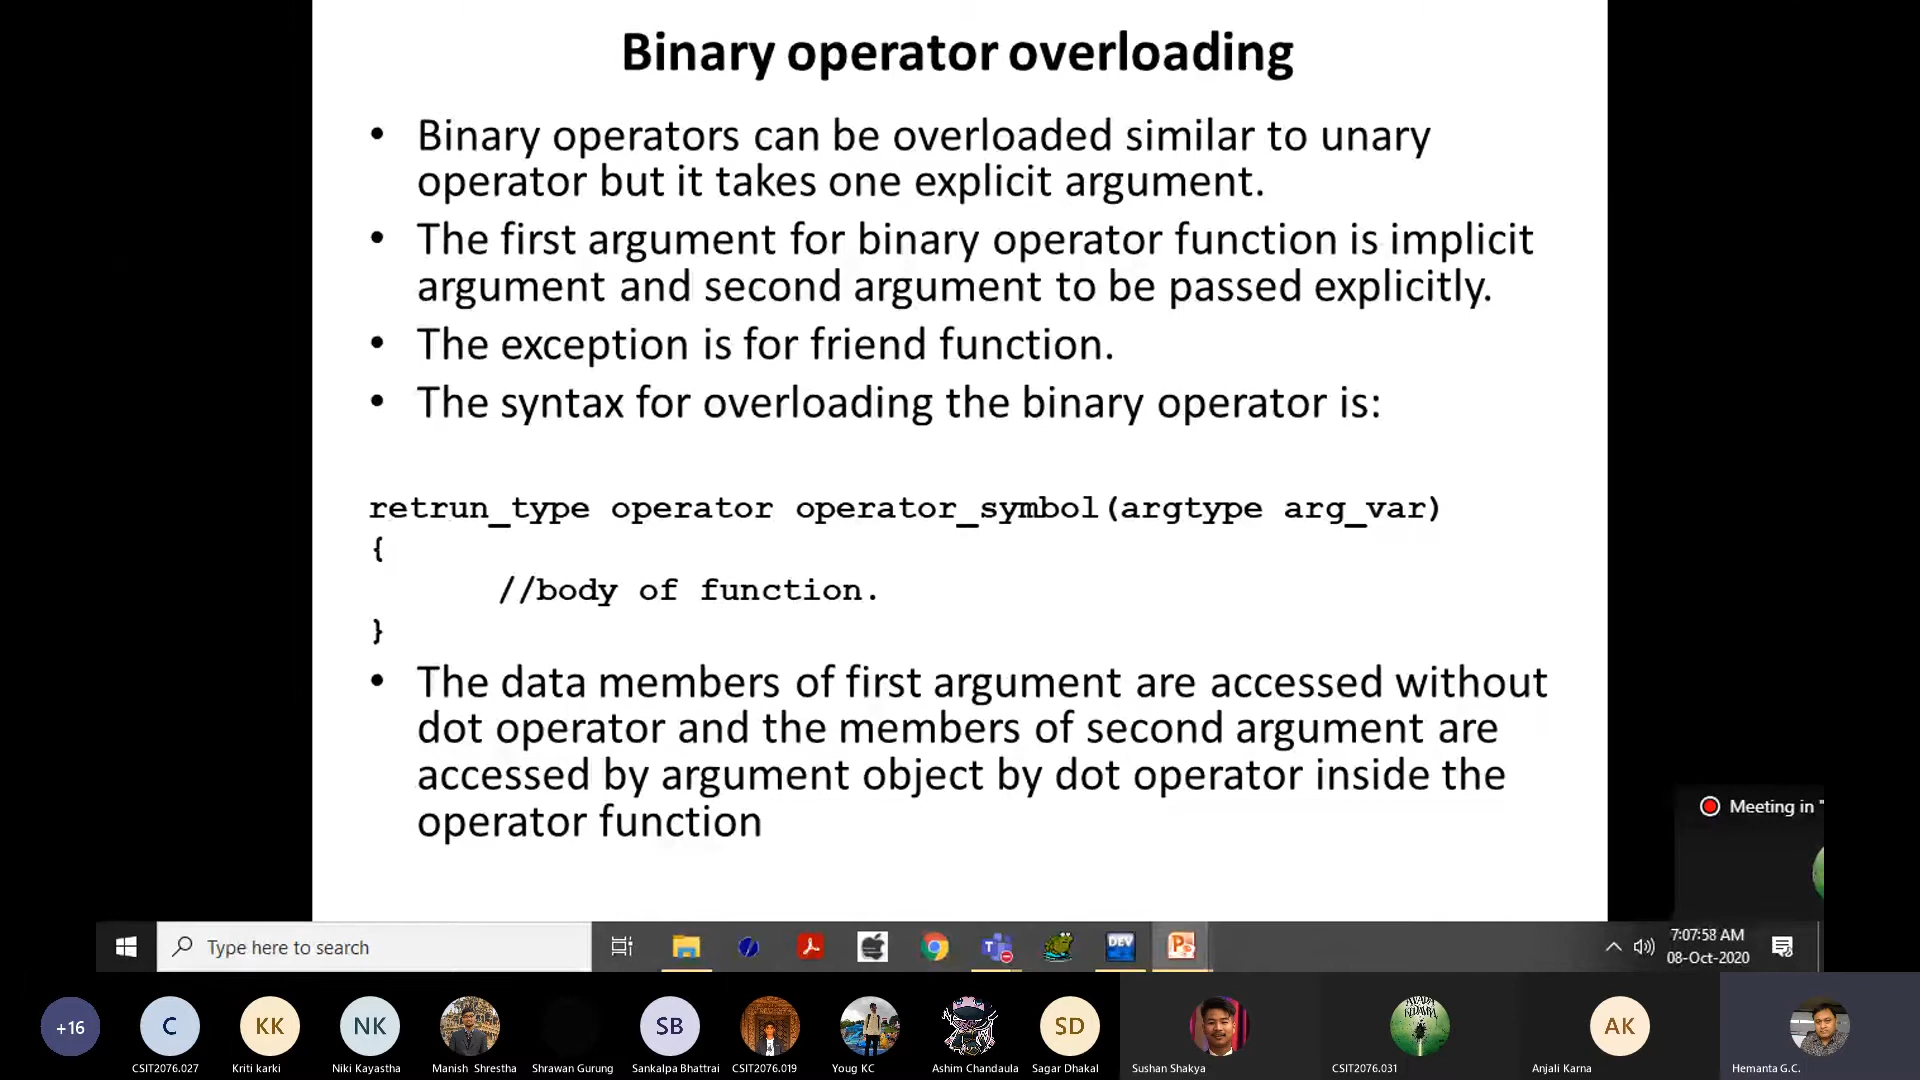 Binary operator overloading
• Binary operators can be overloaded similar to unary
operator but it takes one explicit argument.
• The first argument for binary operator function is implicit
argument and second argument to be passed explicitly.
• The exception is for friend function.
• The syntax for overloading the binary operator is:
retrun_type operator operator_symbol(argtype arg_var)
{
//body of function.
}
• The data members of first argument are accessed without
dot operator and the members of second argument are
accessed by argument object by dot operator inside the
operator function
Meeting in "
Type here to search
DEV
7:07:58 AM
08-Oct-2020
+16
C
KK
NK
SB
SD
AVADA
KEDAVRA
AK
CSIT2076.027
Kriti karki
Niki Kayastha
Manish Shrestha
Shrawan Gurung
Sankalpa Bhattrai
CSIT2076.019
Youg KC
Ashim Chandaula
Sagar Dhakal
Sushan Shakya
CSIT2076.031
Anjali Karna
Hemanta G.C.